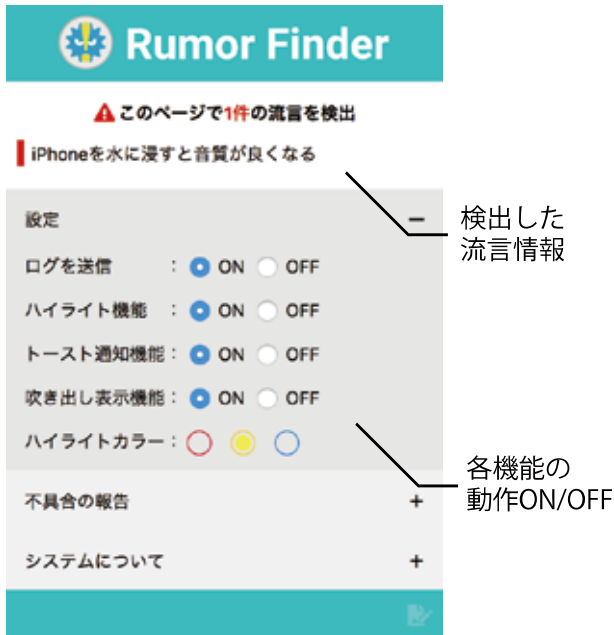 Rumor Finder
このページで1件の流言を検出
iPhoneを水に浸すと音質が良くなる
検出した
流言情報
設定 −
ログを送信 : ON OFF
ハイライト機能 : ON OFF
トースト通知機能 : ON OFF
吹き出し表示機能 : ON OFF
ハイライトカラー :
各機能の
動作ON/OFF
不具合の報告 +
システムについて +